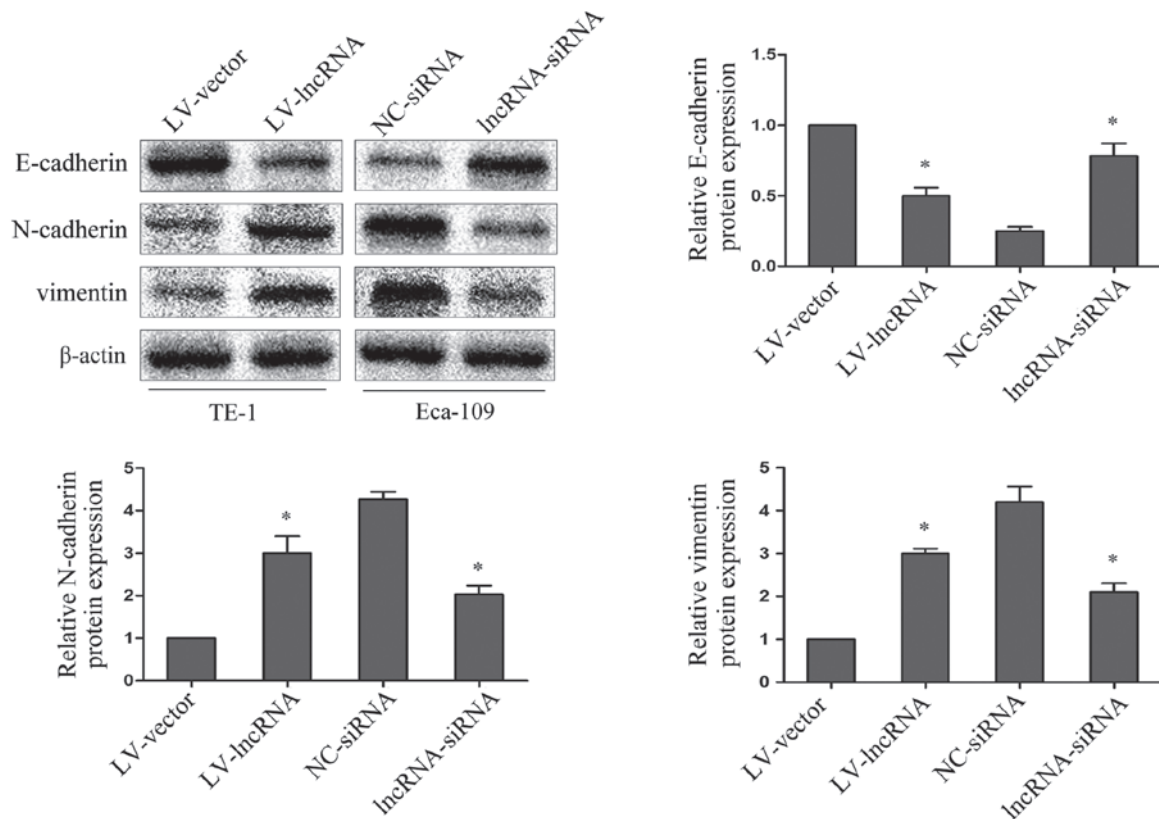 LV-vector
LV-lncRNA
NC-siRNA
lncRNA-siRNA
E-cadherin
N-cadherin
vimentin
β-actin
TE-1
Eca-109
Relative E-cadherin
protein expression
1.5
1.0
0.5
0.0
*
*
LV-vector
LV-lncRNA
NC-siRNA
lncRNA-siRNA
Relative N-cadherin
protein expression
5
4
3
2
1
0
*
*
LV-vector
LV-lncRNA
NC-siRNA
lncRNA-siRNA
Relative vimentin
protein expression
5
4
3
2
1
0
*
*
LV-vector
LV-lncRNA
NC-siRNA
lncRNA-siRNA